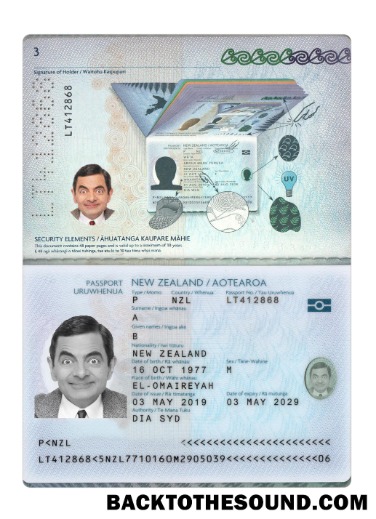 3
Signature of Holder / Waitohu Kaipupuri
LT412868
LT412868
UV
SECURITY ELEMENTS / ĀHUATANGA KAUPARE MĀHIE
PASSPORT
URUWHENUA
NEW ZEALAND / AOTEAROA
Type / Momo
Country / Whenua
Passport No. / Tau Uruwhenua
P
NZL
LT412868
Surname / Ingoa whānau
A
Given names / Ingoa ake
B
Nationality / Iwi tūturu
NEW ZEALAND
Date of birth / Rā whānau
Sex / Tane-Wahine
16 OCT 1977
M
Place of birth / Wāhi whānau
EL-OMAIREYAH
Date of issue / Rā tīmatanga
Date of expiry / Rā mutunga
03 MAY 2019
03 MAY 2029
Authority / Te Mana Tuku
DIA SYD
P<NZL <<<<<<<<<<<<<<<<<<<<<<<
LT412868<5NZL7710160M2905039<<<<<<<<<<<<<<06
BACKTOTHESOUND.COM